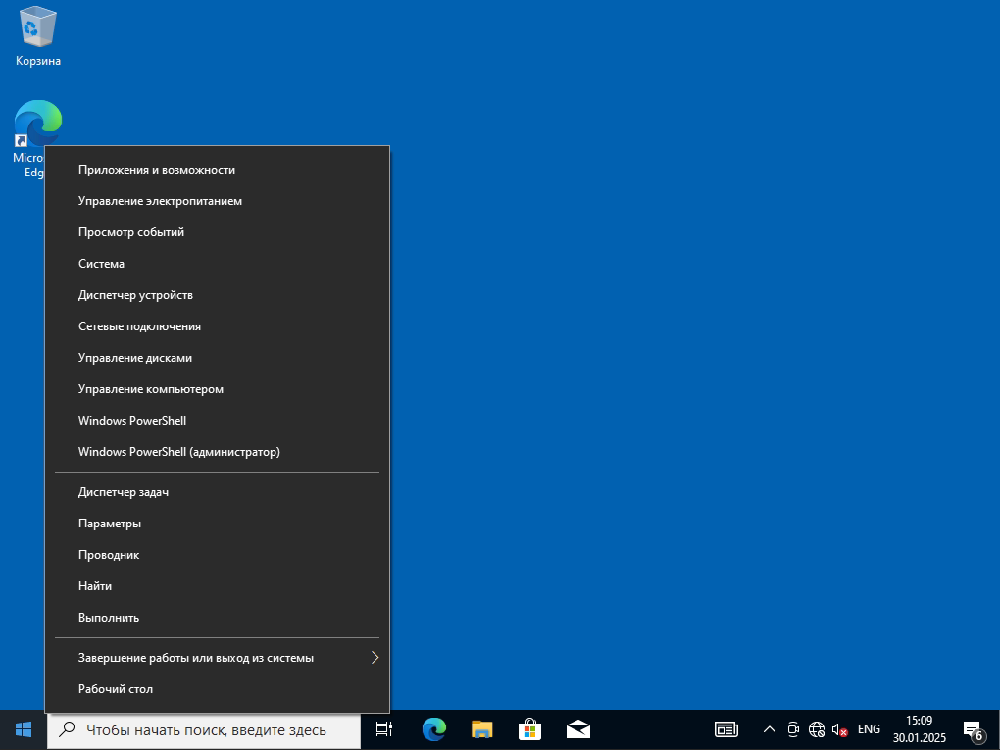 Корзина
Приложения и возможности
Управление электропитанием
Просмотр событий
Система
Диспетчер устройств
Сетевые подключения
Управление дисками
Управление компьютером
Windows PowerShell
Windows PowerShell (администратор)
Диспетчер задач
Параметры
Проводник
Найти
Выполнить
Завершение работы или выход из системы
Рабочий стол
Чтобы начать поиск, введите здесь
ENG
15:09
30.01.2025
6